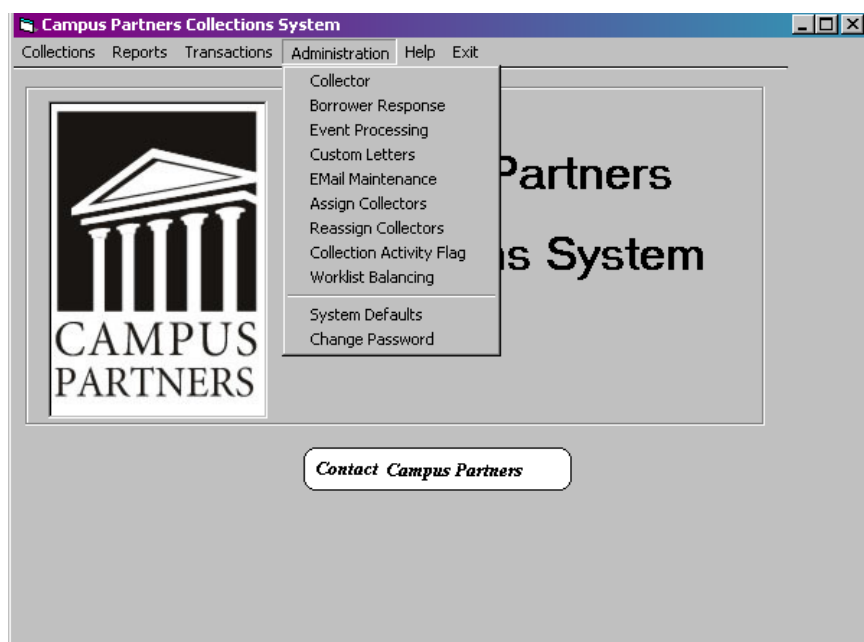 Campus Partners Collections System
Collections Reports Transactions Administration Help Exit
Collector
Borrower Response
Event Processing
Custom Letters
EMail Maintenance
Assign Collectors
Reassign Collectors
Collection Activity Flag
Worklist Balancing
System Defaults
Change Password
Partners
System
CAMPUS
PARTNERS
Contact Campus Partners